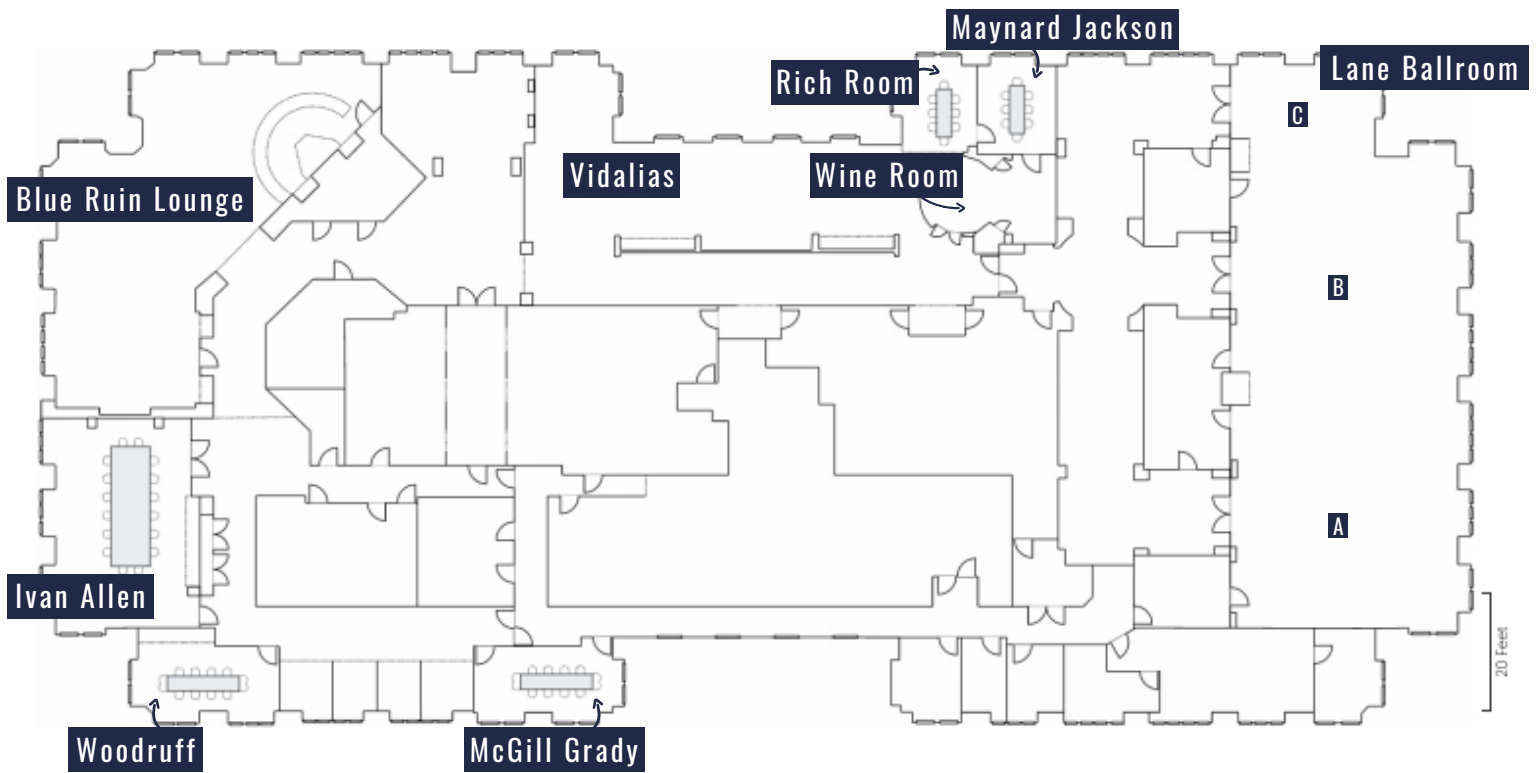 Maynard Jackson
Lane Ballroom
Rich Room
C
Vidalias
Wine Room
Blue Ruin Lounge
B
A
Ivan Allen
20 Feet
Woodruff
McGill Grady